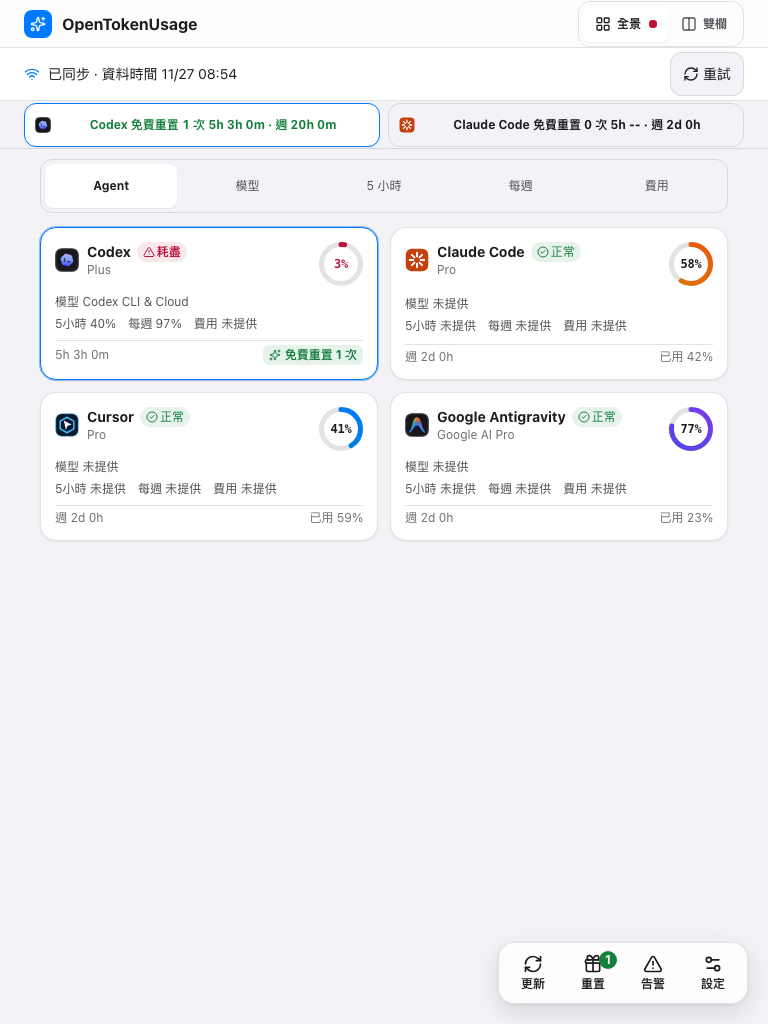 OpenTokenUsage
全景
雙欄
已同步 · 資料時間 11/27 08:54
重試
Codex 免費重置 1 次 5h 3h 0m · 週 20h 0m
Claude Code 免費重置 0 次 5h -- · 週 2d 0h
Agent
模型
5 小時
每週
費用
Codex
耗盡
Plus
3%
模型 Codex CLI & Cloud
5小時 40% 每週 97% 費用 未提供
5h 3h 0m
免費重置 1 次
Claude Code
正常
Pro
58%
模型 未提供
5小時 未提供 每週 未提供 費用 未提供
週 2d 0h
已用 42%
Cursor
正常
Pro
41%
模型 未提供
5小時 未提供 每週 未提供 費用 未提供
週 2d 0h
已用 59%
Google Antigravity
正常
Google AI Pro
77%
模型 未提供
5小時 未提供 每週 未提供 費用 未提供
週 2d 0h
已用 23%
更新
1
重置
告警
設定